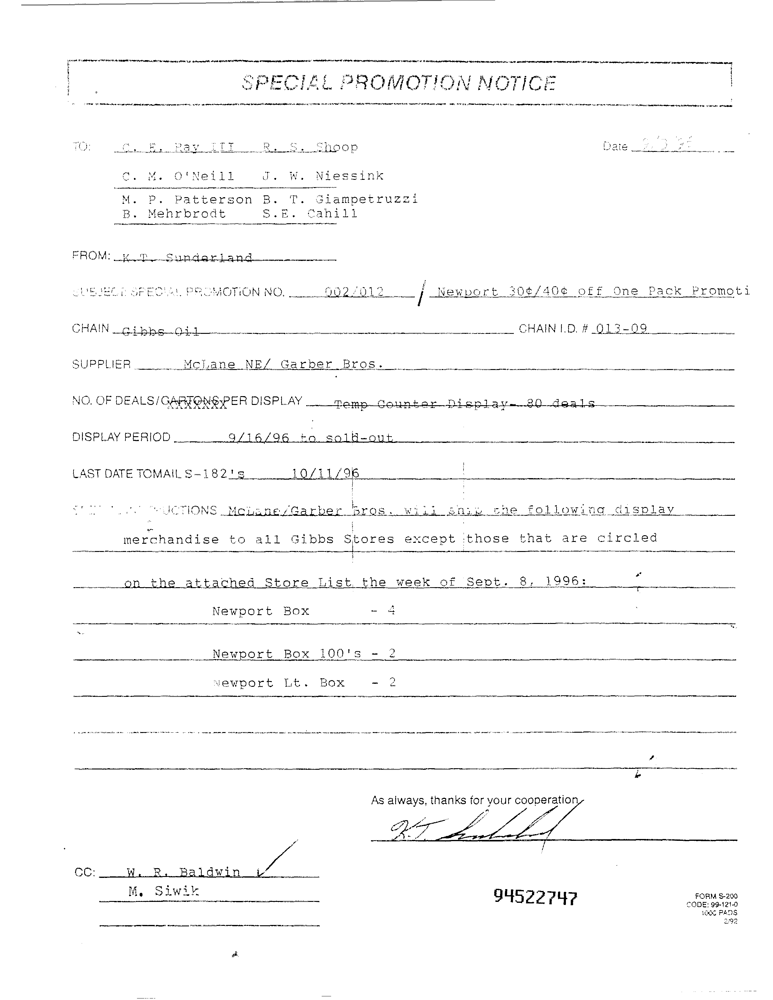 SPECIAL PROMOTION NOTICE
TO: C. E. Ray III R. S. Shoop Date
C. M. O'Neill J. W. Niessink
M. P. Patterson B. T. Giampetruzzi
B. Mehrbrodt S.E. Cahill
FROM: K.T. Sunderland
SUBJECT: SPECIAL PROMOTION NO. 002/012 / Newport 30¢/40¢ off One Pack Promoti
CHAIN Gibbs Oil CHAIN I.D. # 013-09
SUPPLIER McLane NE/ Garber Bros.
NO. OF DEALS/CARTONS PER DISPLAY Temp Counter Display- 80 deals
DISPLAY PERIOD 9/16/96 to sold-out
LAST DATE TO MAIL S-182's 10/11/96
INSTRUCTIONS McLane/Garber Bros. will ship the following display
merchandise to all Gibbs Stores except those that are circled
on the attached Store List the week of Sept. 8, 1996:
Newport Box - 4
Newport Box 100's - 2
Newport Lt. Box - 2
As always, thanks for your cooperation,
CC: W. R. Baldwin
M. Siwik
94522747
FORM S-200
CODE: 99-121-0
1000 PADS
2/92